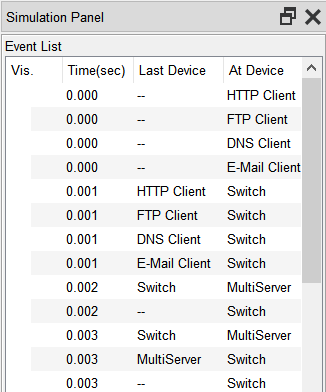 Simulation Panel
Event List
Vis. Time(sec) Last Device At Device
0.000 -- HTTP Client
0.000 -- FTP Client
0.000 -- DNS Client
0.000 -- E-Mail Client
0.001 HTTP Client Switch
0.001 FTP Client Switch
0.001 DNS Client Switch
0.001 E-Mail Client Switch
0.002 Switch MultiServer
0.002 -- Switch
0.003 Switch MultiServer
0.003 MultiServer Switch
0.003 -- Switch